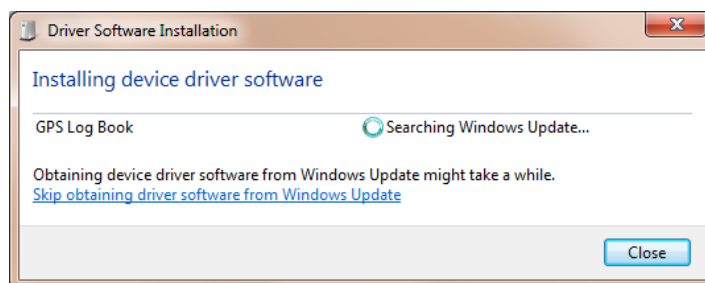 Driver Software Installation
Installing device driver software
GPS Log Book Searching Windows Update...
Obtaining device driver software from Windows Update might take a while.
Skip obtaining driver software from Windows Update
Close